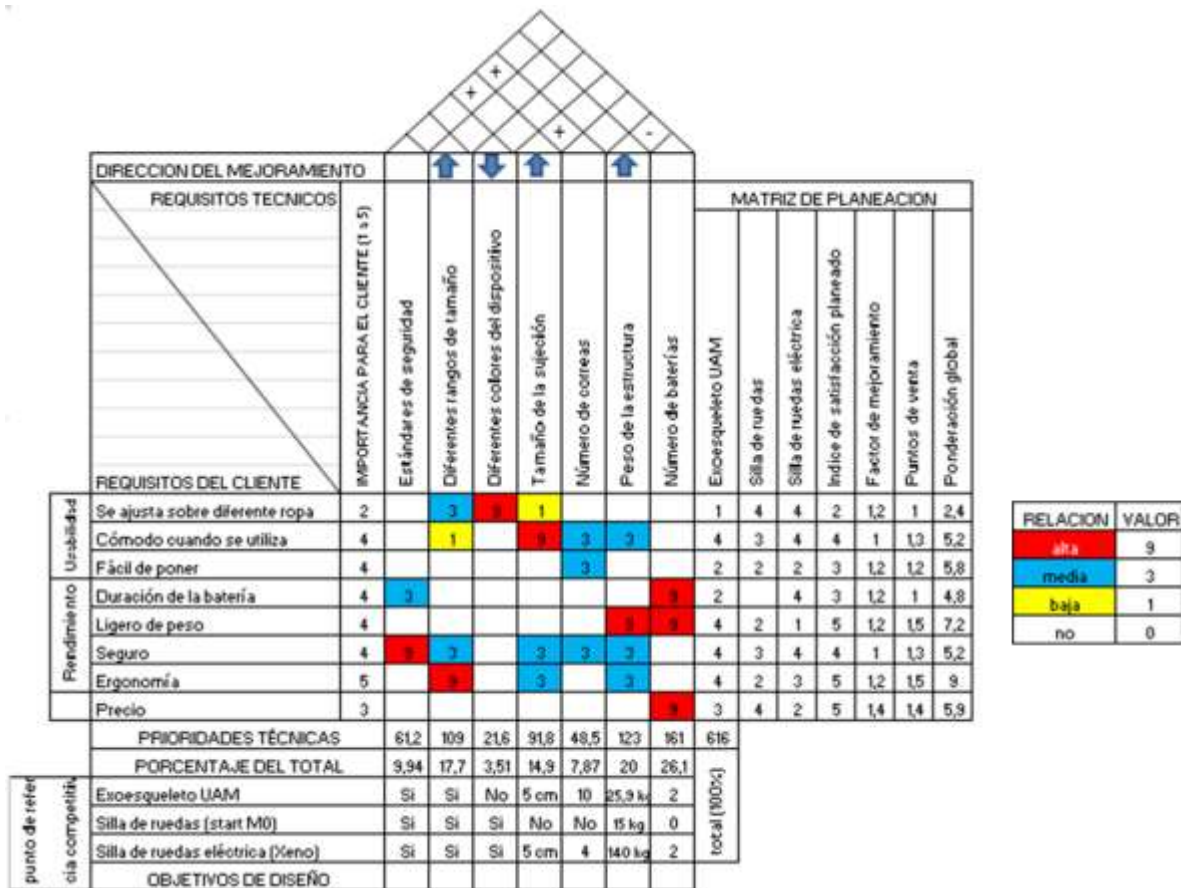 +
+
+ -
DIRECCION DEL MEJORAMIENTO
REQUISITOS TECNICOS
REQUISITOS DEL CLIENTE
IMPORTANCIA PARA EL CLIENTE (1 a 5)
Estándares de seguridad
Diferentes rangos de tamaño
Diferentes colores del dispositivo
Tamaño de la sujeción
Número de correas
Peso de la estructura
Número de baterías
MATRIZ DE PLANEACION
Exoesqueleto UAM
Silla de ruedas
Silla de ruedas eléctrica
Indice de satisfacción planeado
Factor de mejoramiento
Puntos de venta
Ponderación global
Usabilidad
Se ajusta sobre diferente ropa 2 3 9 1 1 4 4 2 1,2 1 2,4
Cómodo cuando se utiliza 4 1 9 3 3 4 3 4 4 1 1,3 5,2
Fácil de poner 4 3 2 2 2 3 1,2 1,2 5,8
Rendimiento
Duración de la batería 4 3 9 2 4 3 1,2 1 4,8
Ligero de peso 4 9 9 4 2 1 5 1,2 1,5 7,2
Seguro 4 9 3 3 3 3 4 3 4 4 1 1,3 5,2
Ergonomía 5 9 3 3 4 2 3 5 1,2 1,5 9
Precio 3 9 3 4 2 5 1,4 1,4 5,9
PRIORIDADES TÉCNICAS 61,2 109 21,6 91,8 48,5 123 161 616
PORCENTAJE DEL TOTAL 9,94 17,7 3,51 14,9 7,87 20 26,1
total (100%)
punto de refer
cia competitiv
Exoesqueleto UAM Si Si No 5 cm 10 25,9 kg 2
Silla de ruedas (start M0) Si Si Si No No 15 kg 0
Silla de ruedas eléctrica (Xeno) Si Si Si 5 cm 4 140 kg 2
OBJETIVOS DE DISEÑO
RELACION VALOR
alta 9
media 3
baja 1
no 0